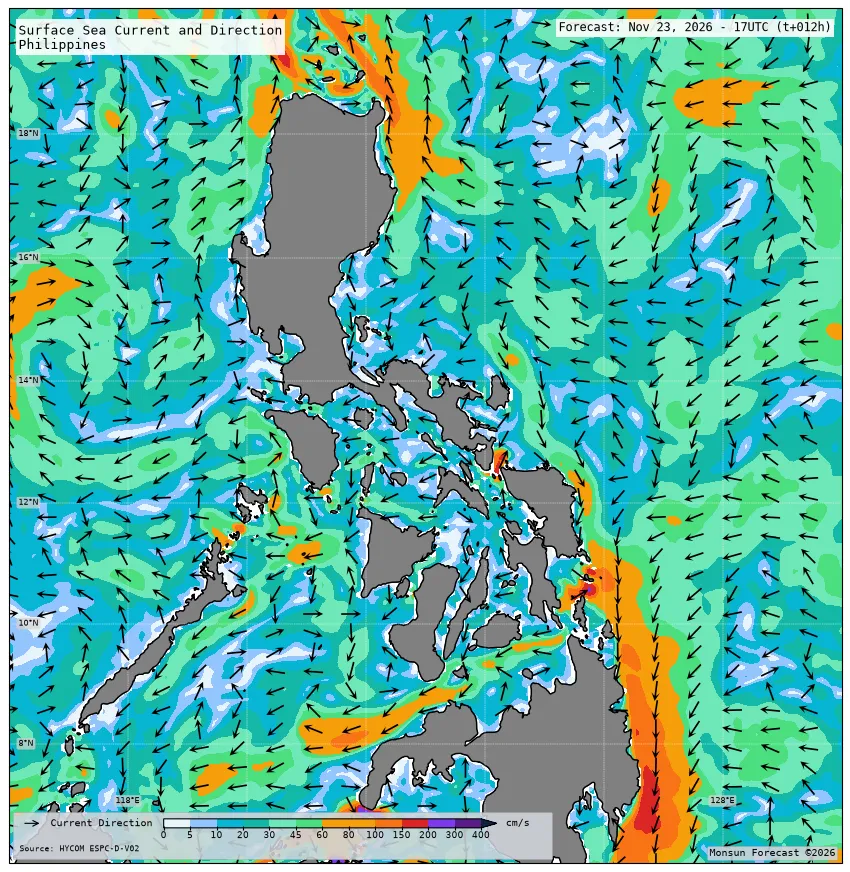 Surface Sea Current and Direction
Philippines
Forecast: Nov 23, 2026 - 17UTC (t+012h)
18°N
16°N
14°N
12°N
10°N
8°N
118°E
128°E
Current Direction
0 5 10 20 30 45 60 80 100 150 200 300 400 cm/s
Source: HYCOM ESPC-D-V02
Monsun Forecast ©2026